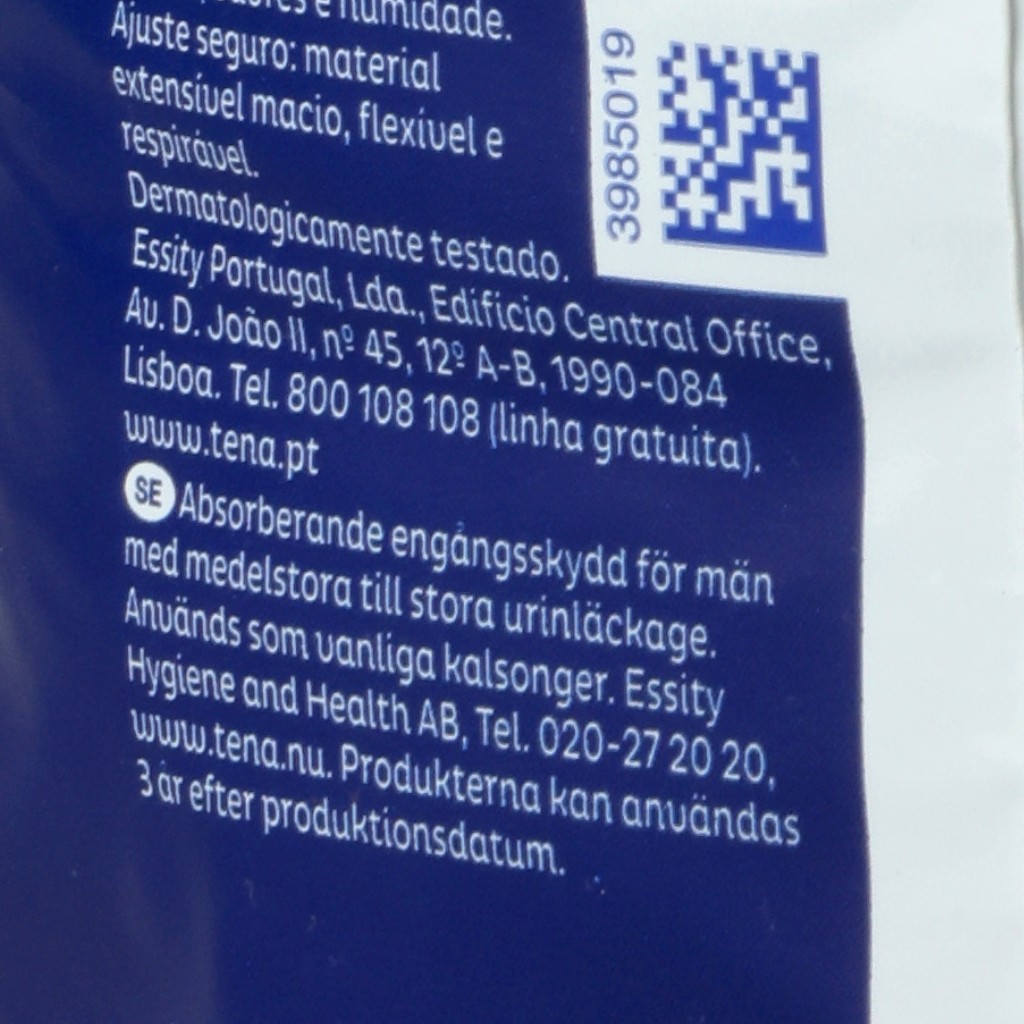 e humidade.
Ajuste seguro: material
extensível macio, flexível e
respirável.
Dermatologicamente testado.
Essity Portugal, Lda., Edifício Central Office,
Av. D. João II, nº 45, 12º A-B, 1990-084
Lisboa. Tel. 800 108 108 (linha gratuita).
www.tena.pt
SE Absorberande engångsskydd för män
med medelstora till stora urinläckage.
Används som vanliga kalsonger. Essity
Hygiene and Health AB, Tel. 020-27 20 20,
www.tena.nu. Produkterna kan användas
3 år efter produktionsdatum.
3985019